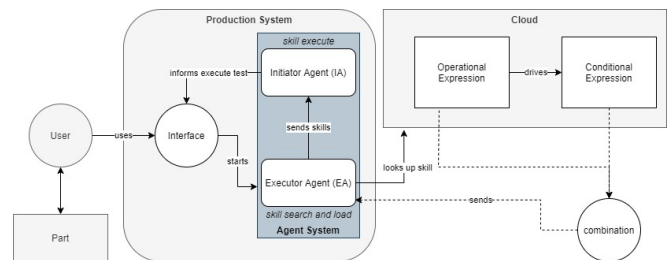 Production System
Cloud
skill execute
Initiator Agent (IA)
informs execute test
Operational
Expression
drives
Conditional
Expression
User
uses
Interface
sends skills
starts
Executor Agent (EA)
looks up skill
skill search and load
Agent System
sends
combination
Part